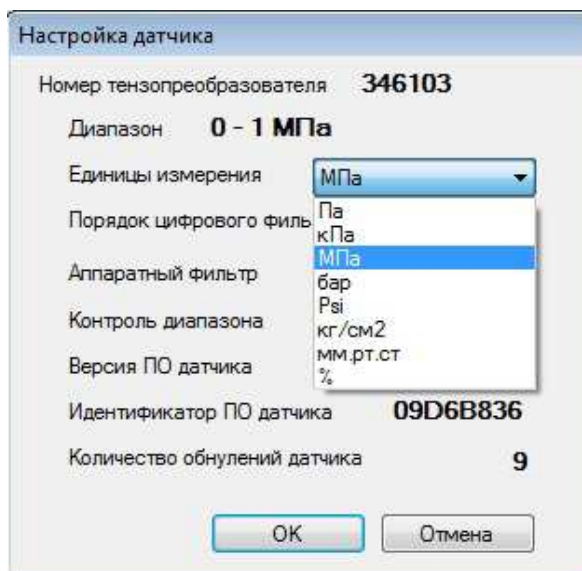 Настройка датчика
Номер тензопреобразователя 346103
Диапазон 0 - 1 МПа
Единицы измерения МПа
Порядок цифрового филь
Па
кПа
МПа
Аппаратный фильтр
бар
Psi
Контроль диапазона
кг/см2
мм.рт.ст
Версия ПО датчика
%
Идентификатор ПО датчика 09D6B836
Количество обнулений датчика 9
OK Отмена